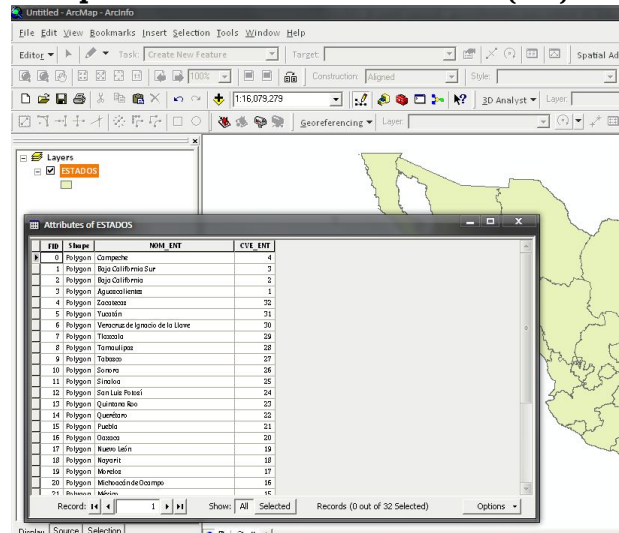 Untitled - ArcMap - ArcInfo
File Edit View Bookmarks Insert Selection Tools Window Help
Editor Task: Create New Feature Target: Spatial Ad
100% Construction: Aligned Style:
1:16,079,279 3D Analyst Layer:
Georeferencing Layer:
Layers
ESTADOS
Attributes of ESTADOS
FID Shape NOM_ENT CVE_ENT
0 Polygon Campeche 4
1 Polygon Baja California Sur 3
2 Polygon Baja California 2
3 Polygon Aguascalientes 1
4 Polygon Zacatecas 32
5 Polygon Yucatán 31
6 Polygon Veracruz de Ignacio de la Llave 30
7 Polygon Tlaxcala 29
8 Polygon Tamaulipas 28
9 Polygon Tabasco 27
10 Polygon Sonora 26
11 Polygon Sinaloa 25
12 Polygon San Luis Potosí 24
13 Polygon Quintana Roo 23
14 Polygon Querétaro 22
15 Polygon Puebla 21
16 Polygon Oaxaca 20
17 Polygon Nuevo León 19
18 Polygon Nayarit 18
19 Polygon Morelos 17
20 Polygon Michoacán de Ocampo 16
21 Polygon México 15
Record: 1 Show: All Selected Records (0 out of 32 Selected) Options
Display Source Selection